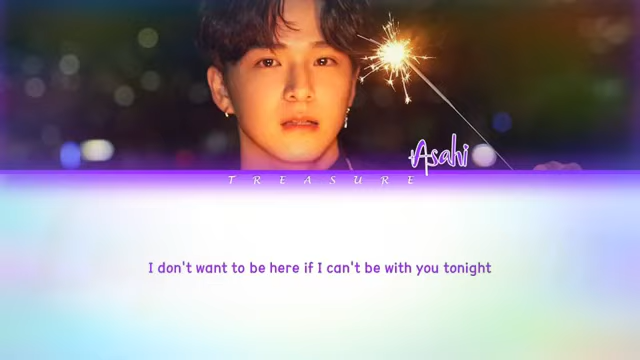 Asahi
T R E A S U R E
I don't want to be here if I can't be with you tonight